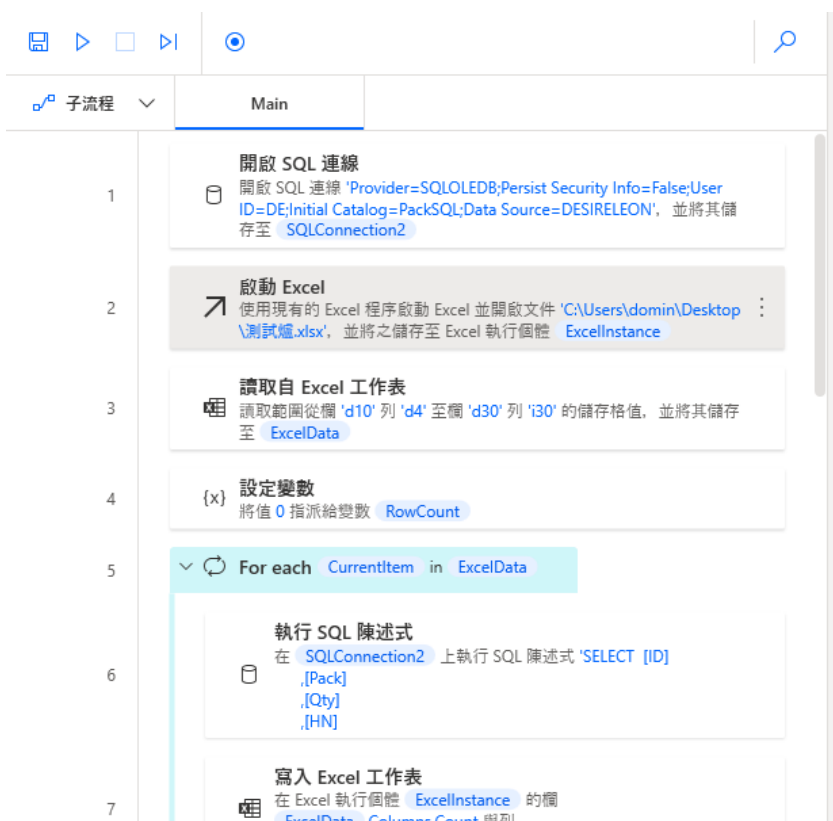 子流程
Main
1
開啟 SQL 連線
開啟 SQL 連線 'Provider=SQLOLEDB;Persist Security Info=False;User
ID=DE;Initial Catalog=PackSQL;Data Source=DESIRELEON'，並將其儲
存至 SQLConnection2
2
啟動 Excel
使用現有的 Excel 程序啟動 Excel 並開啟文件 'C:\Users\domin\Desktop
\測試爐.xlsx'，並將之儲存至 Excel 執行個體 ExcelInstance
3
讀取自 Excel 工作表
讀取範圍從欄 'd10' 列 'd4' 至欄 'd30' 列 'i30' 的儲存格值，並將其儲存
至 ExcelData
4
{x}
設定變數
將值 0 指派給變數 RowCount
5
For each CurrentItem in ExcelData
6
執行 SQL 陳述式
在 SQLConnection2 上執行 SQL 陳述式 'SELECT [ID]
,[Pack]
,[Qty]
,[HN]
7
寫入 Excel 工作表
在 Excel 執行個體 ExcelInstance 的欄
ExcelData .Columns.Count 與列